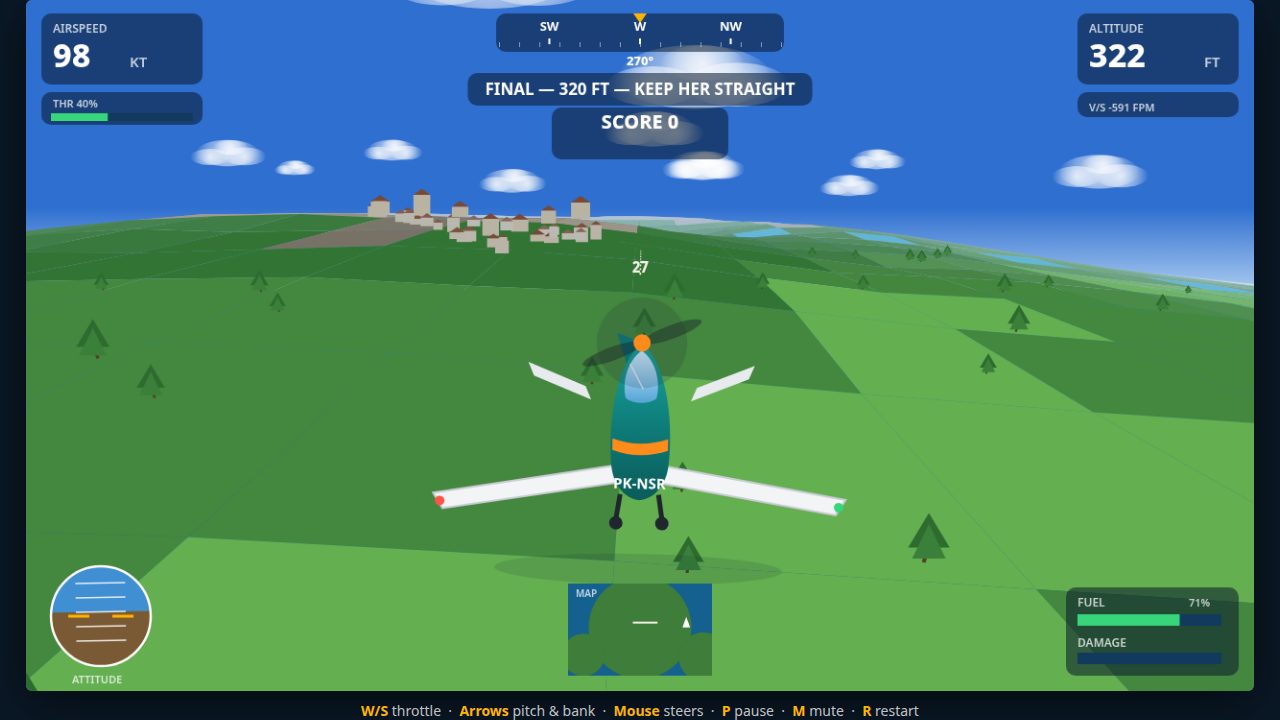 AIRSPEED
98 KT
THR 40%
SW W NW
270°
FINAL — 320 FT — KEEP HER STRAIGHT
SCORE 0
ALTITUDE
322 FT
V/S -591 FPM
27
PK-NSR
MAP
FUEL 71%
DAMAGE
ATTITUDE
W/S throttle · Arrows pitch & bank · Mouse steers · P pause · M mute · R restart